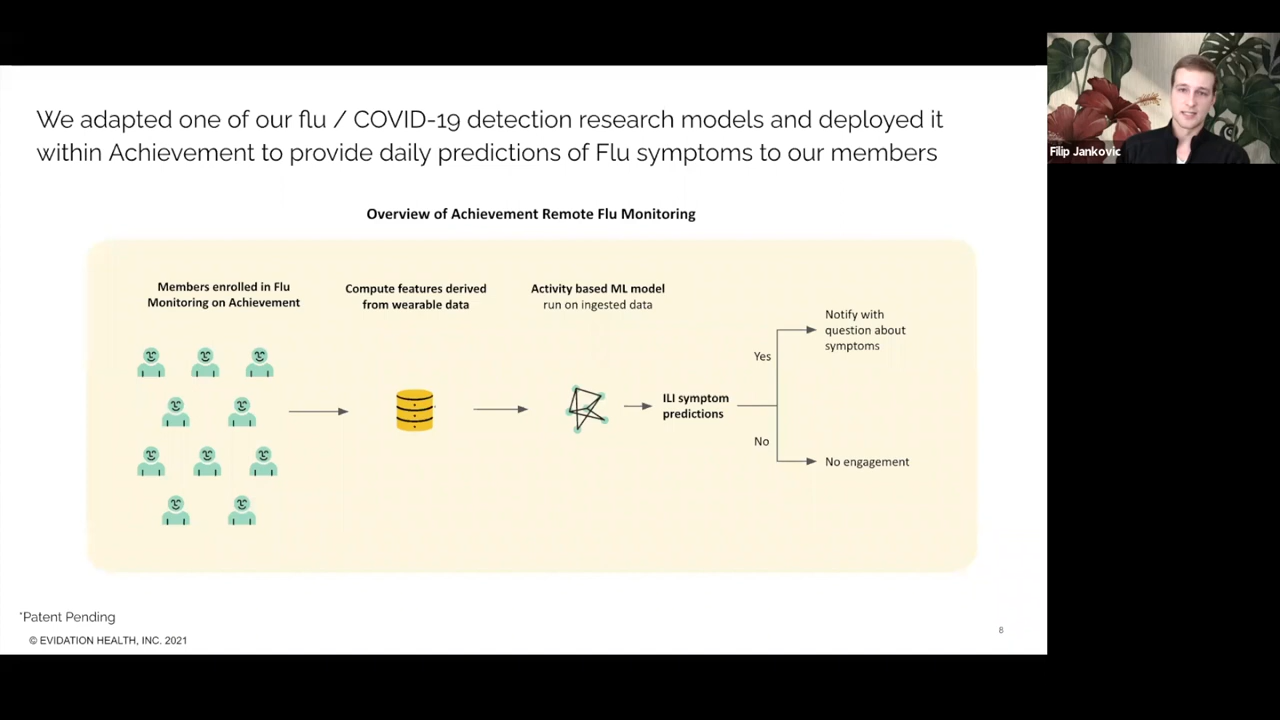 We adapted one of our flu / COVID-19 detection research models and deployed it
within Achievement to provide daily predictions of Flu symptoms to our members
Filip Jankovic
Overview of Achievement Remote Flu Monitoring
Members enrolled in Flu
Monitoring on Achievement
Compute features derived
from wearable data
Activity based ML model
run on ingested data
Yes
Notify with
question about
symptoms
ILI symptom
predictions
No
No engagement
*Patent Pending
© EVIDATION HEALTH, INC. 2021
8